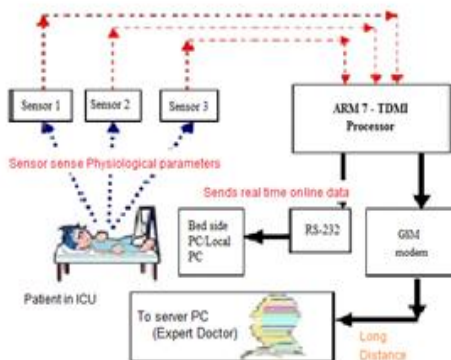 Sensor 1
Sensor 2
Sensor 3
ARM 7 - TDMI
Processor
Sensor sense Physiological parameters
Sends real time online data
Bed side
PC/Local
PC
RS-232
GSM
modem
Patient in ICU
To server PC
(Expert Doctor)
Long
Distance